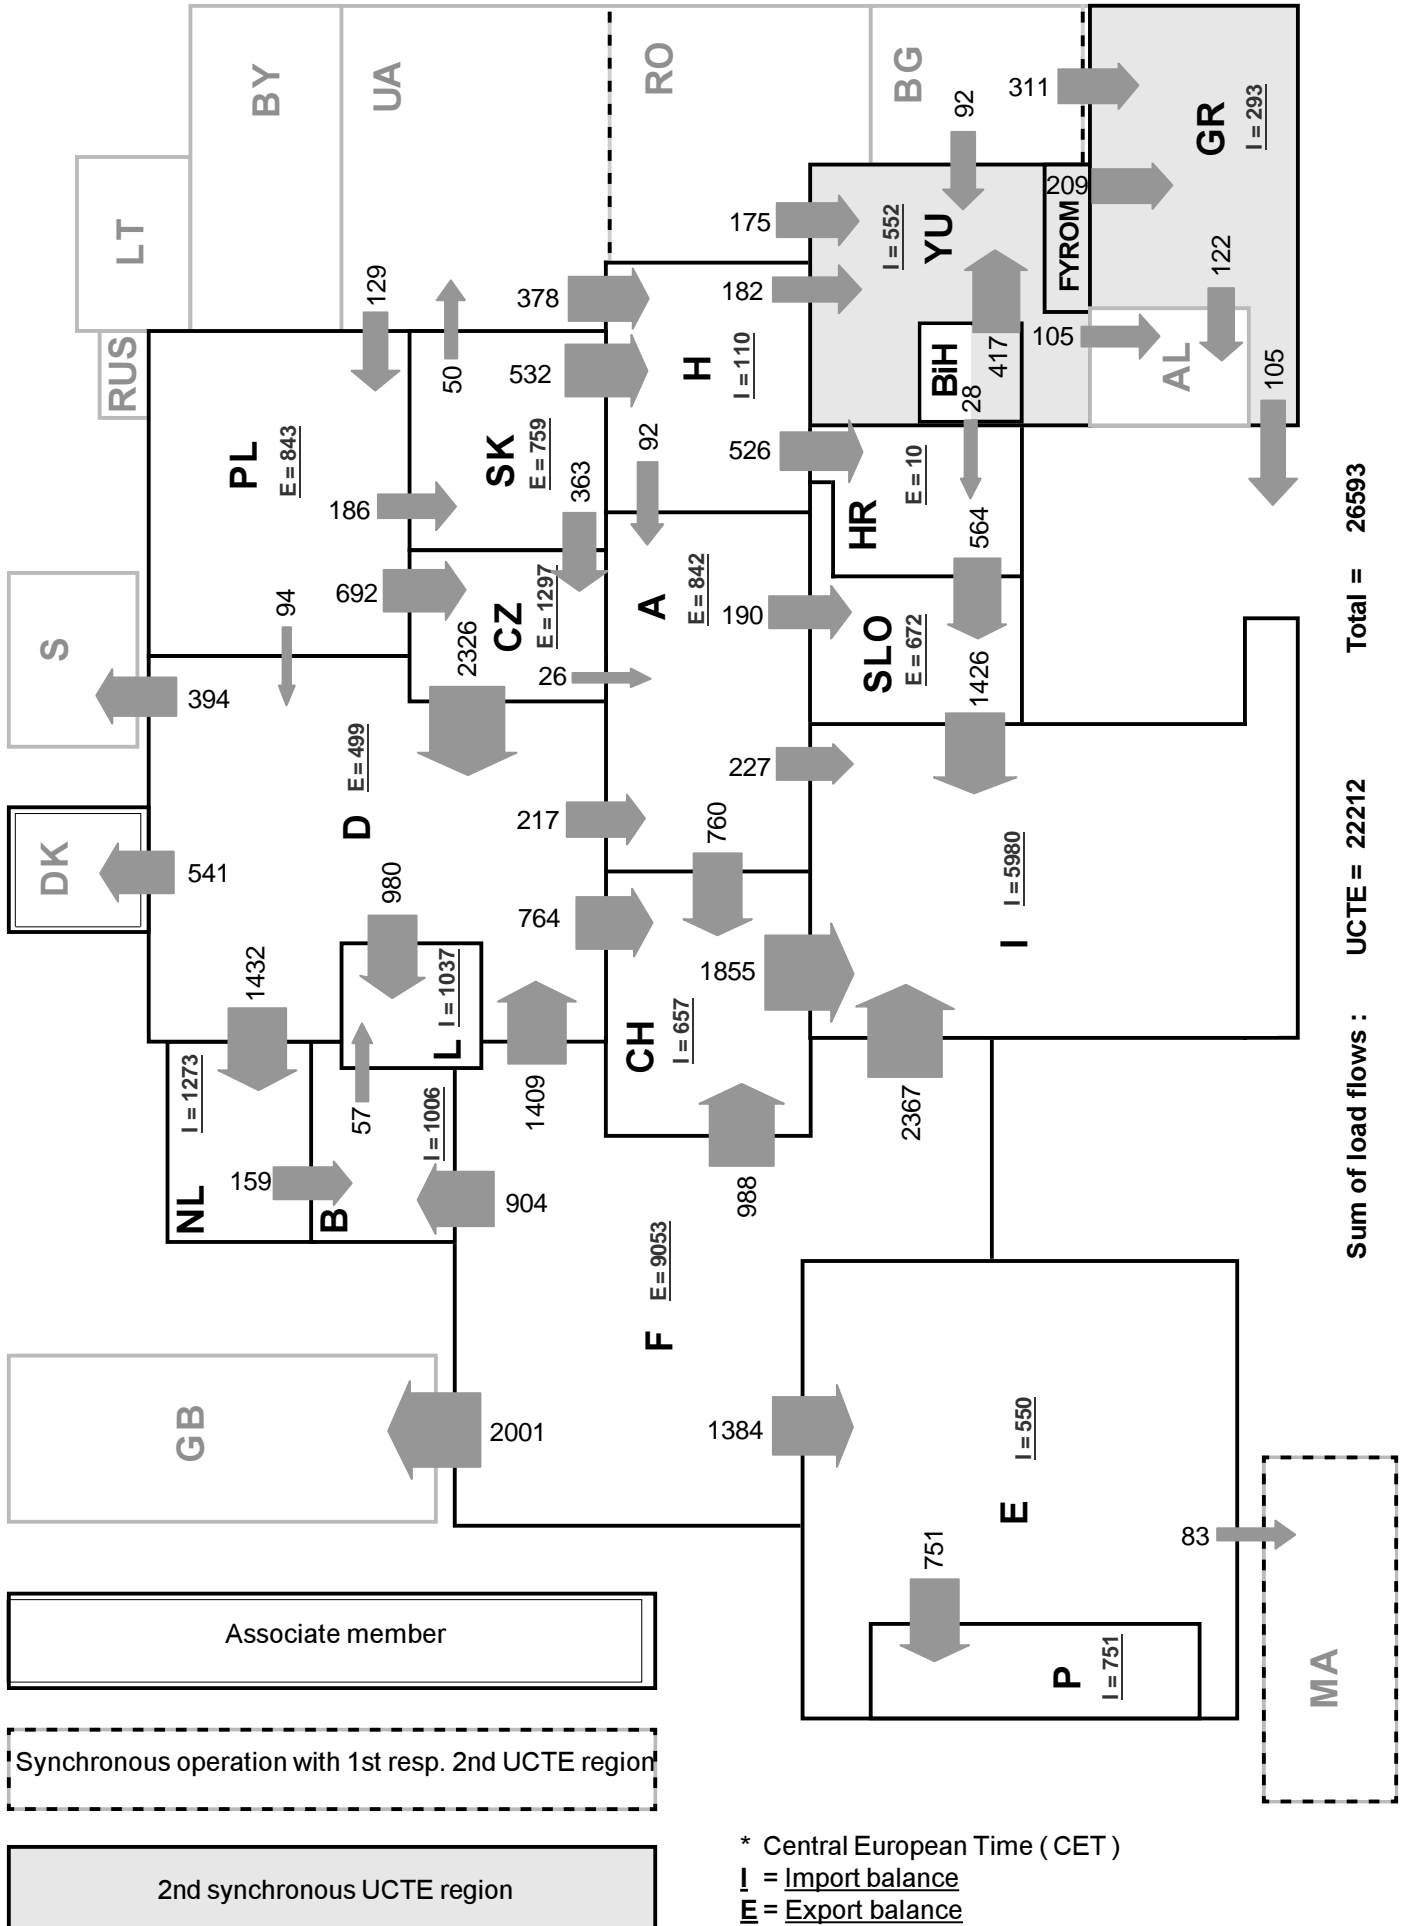 BY
UA
RO
BG
311
GR
I = 293
92
LT
129
175
I = 552
YU
209
FYROM
122
RUS
50
378
182
H
I = 110
532
BiH
417
28
105
AL
105
PL
E = 843
SK
E = 759
92
526
186
363
HR
E = 10
564
S
94
692
2326
CZ
E = 1297
26
A
E = 842
190
SLO
E = 672
1426
394
D
E = 499
227
DK
541
980
217
760
764
I
I = 5980
1432
L
I = 1037
1409
CH
I = 657
1855
2367
NL
I = 1273
159
57
B
I = 1006
904
988
F
E = 9053
GB
2001
1384
E
I = 550
751
83
P
I = 751
MA
Sum of load flows : UCTE = 22212 Total = 26593
Associate member
Synchronous operation with 1st resp. 2nd UCTE region
2nd synchronous UCTE region
* Central European Time ( CET )
I = Import balance
E = Export balance